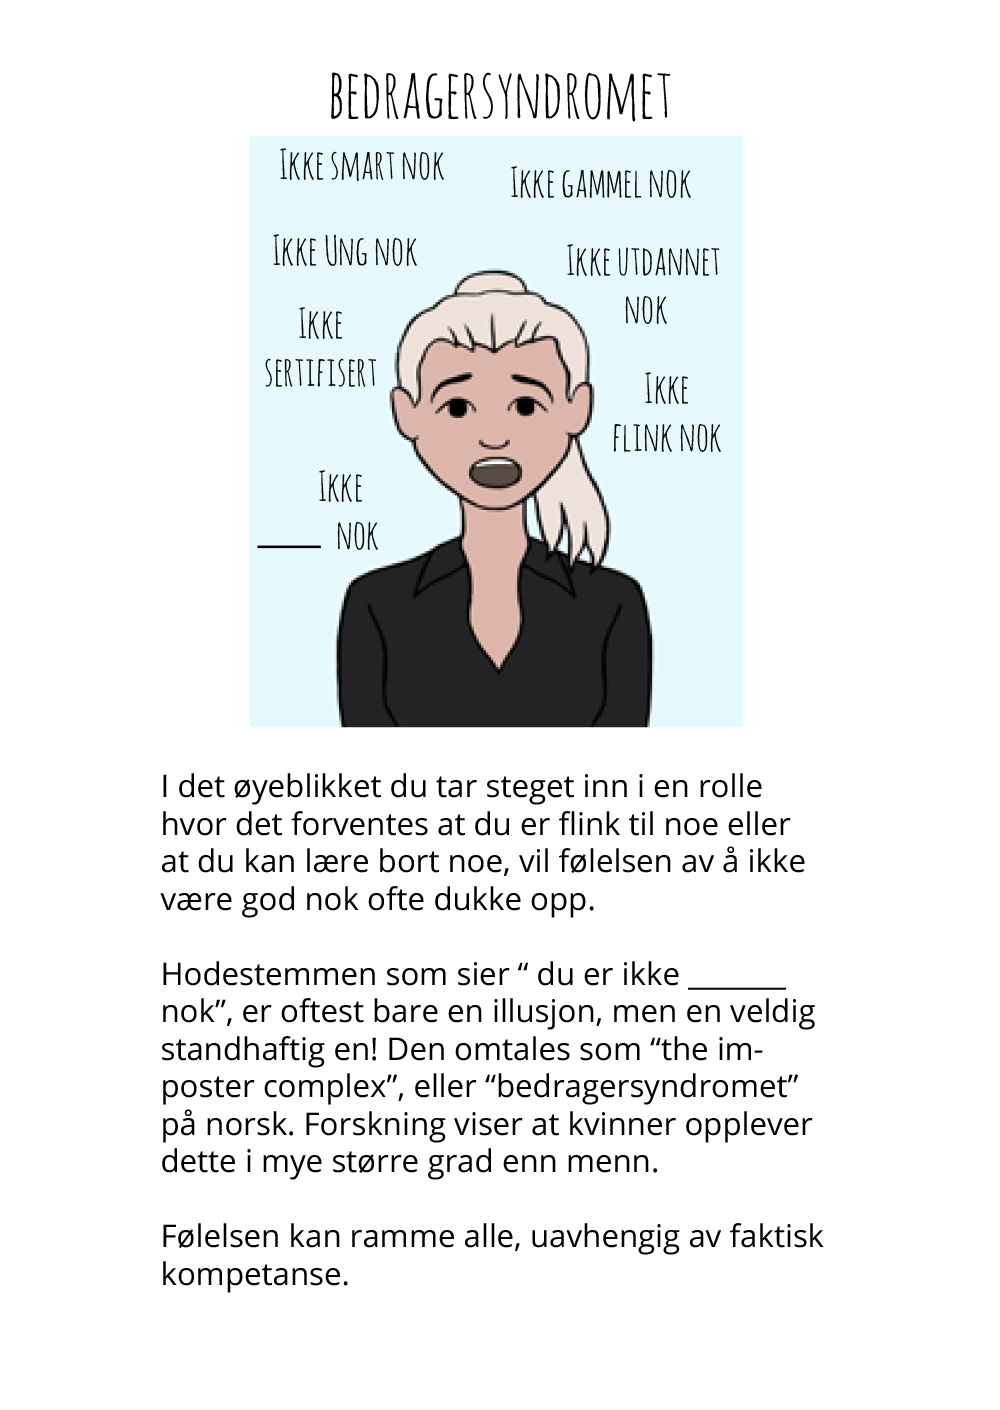 BEDRAGERSYNDROMET
IKKE SMART NOK
IKKE GAMMEL NOK
IKKE UNG NOK
IKKE UTDANNET
NOK
IKKE
SERTIFISERT
IKKE
FLINK NOK
IKKE
____ NOK
I det øyeblikket du tar steget inn i en rolle
hvor det forventes at du er flink til noe eller
at du kan lære bort noe, vil følelsen av å ikke
være god nok ofte dukke opp.
Hodestemmen som sier “ du er ikke _______
nok”, er oftest bare en illusjon, men en veldig
standhaftig en! Den omtales som “the im-
poster complex”, eller “bedragersyndromet”
på norsk. Forskning viser at kvinner opplever
dette i mye større grad enn menn.
Følelsen kan ramme alle, uavhengig av faktisk
kompetanse.